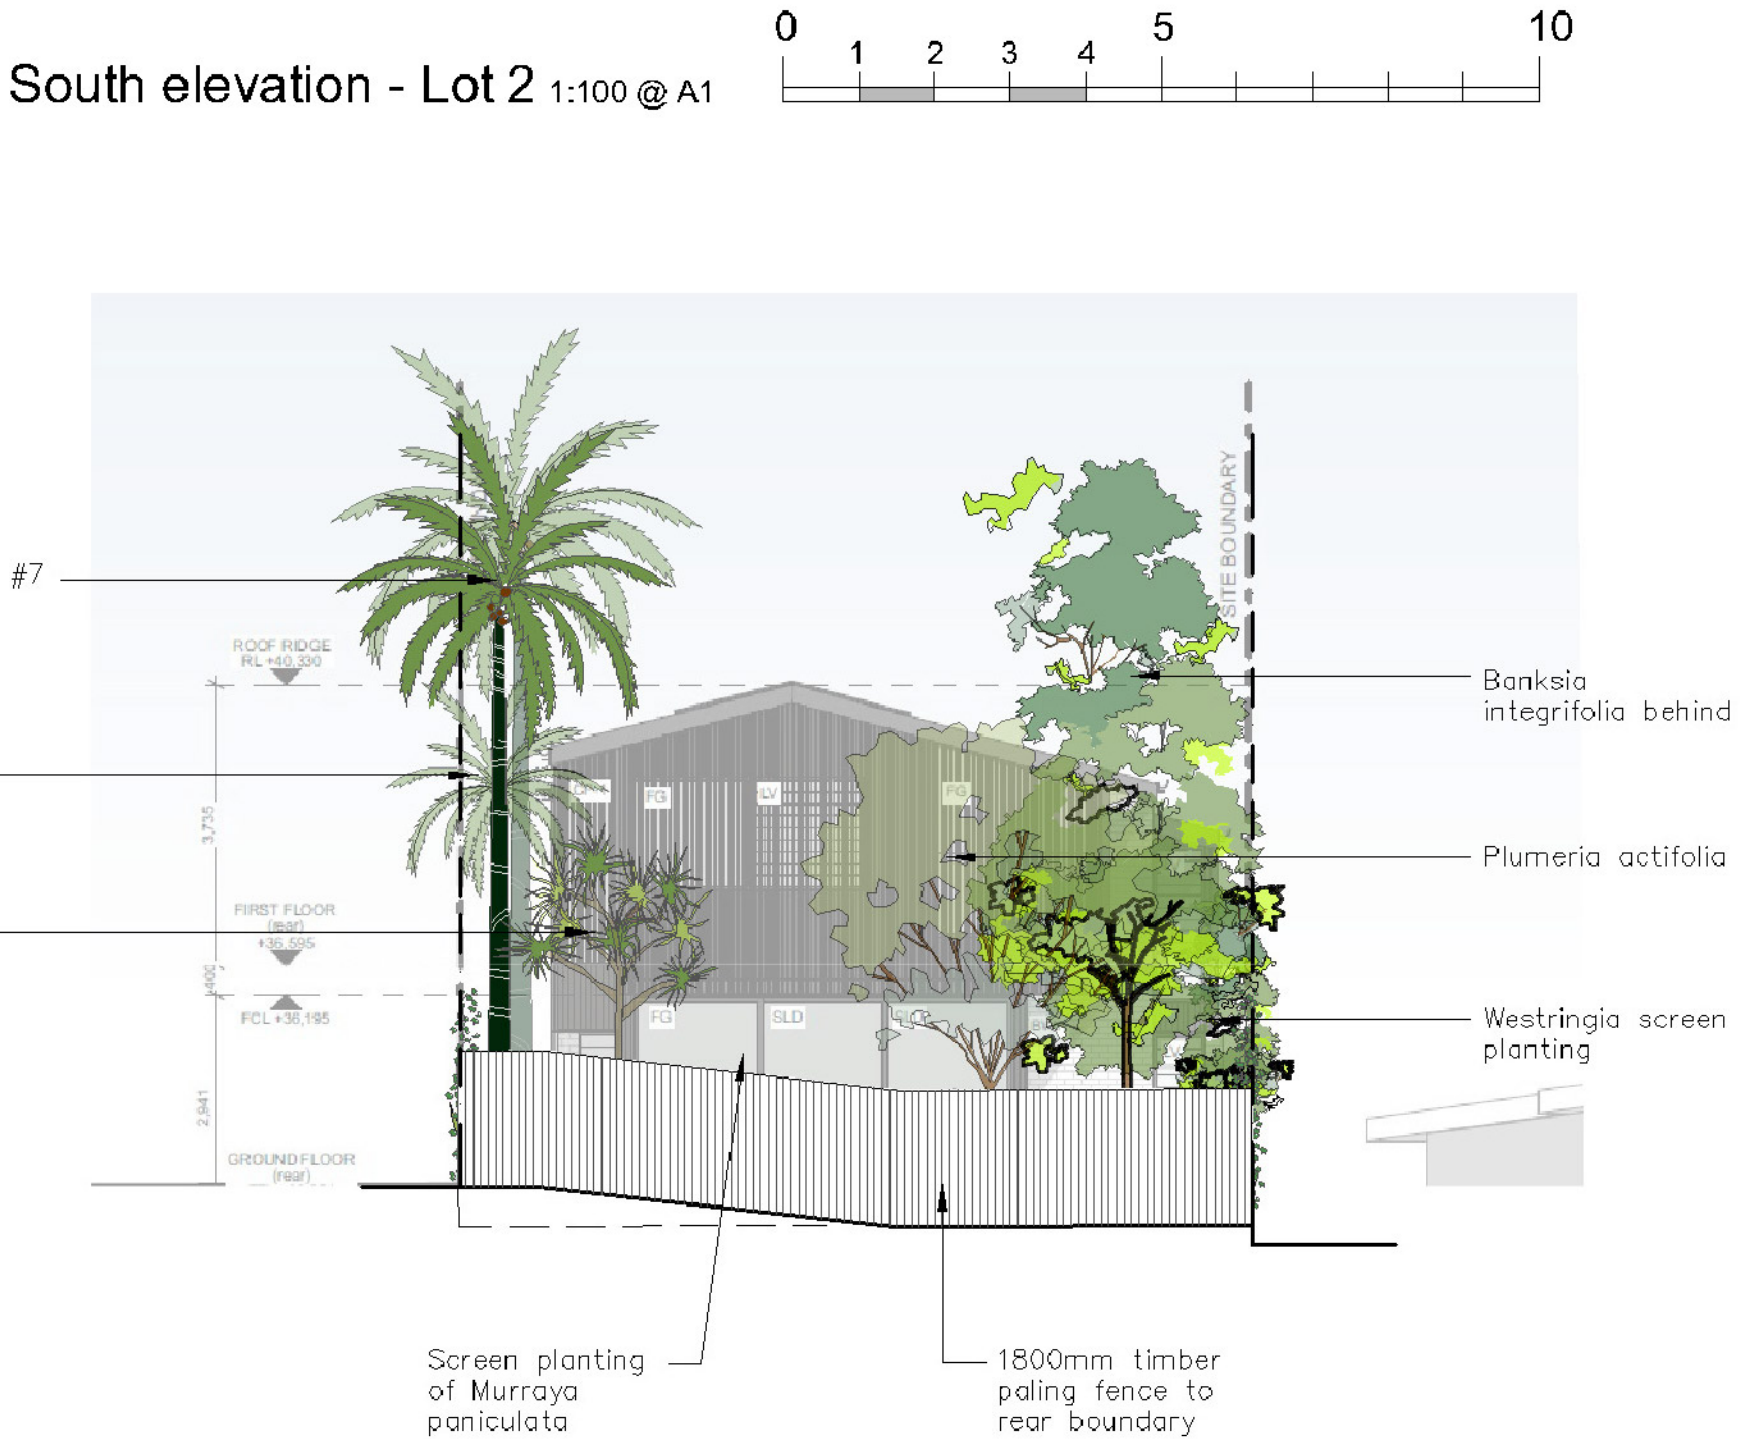 South elevation - Lot 2 1:100 @ A1
0 1 2 3 4 5 10
#7
SITE BOUNDARY
ROOF RIDGE
RL +40,330
Banksia
integrifolia behind
3,735
FG
LV
FG
Plumeria actifolia
FIRST FLOOR
(rear)
+36,595
400
FCL +36,195
FG
SLD
SLD
Westringia screen
planting
2,941
GROUND FLOOR
(rear)
Screen planting
of Murraya
paniculata
1800mm timber
paling fence to
rear boundary